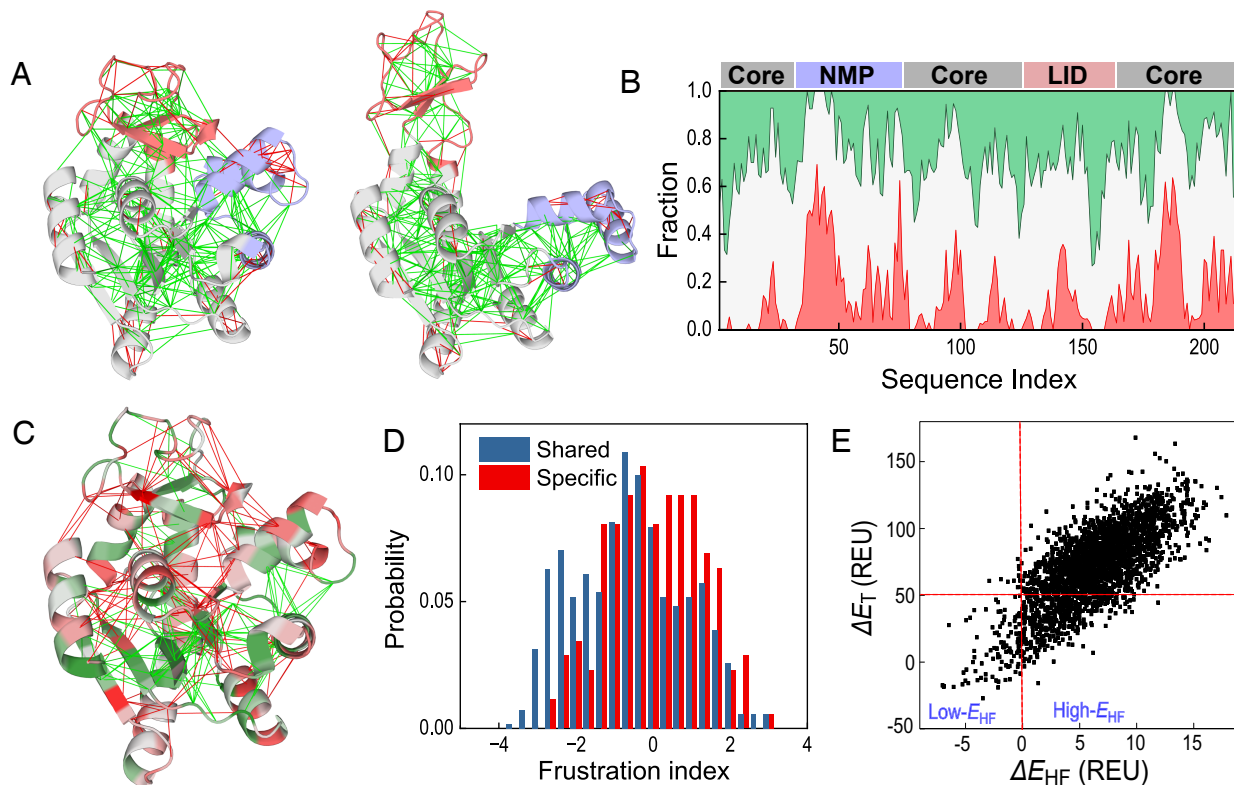 A
B
Core NMP Core LID Core
1.0
0.8
0.6
0.4
0.2
0.0
Fraction
50 100 150 200
Sequence Index
C
D
Shared
Specific
0.10
0.05
0.00
Probability
−4 −2 0 2 4
Frustration index
E
150
100
50
0
-50
ΔE_T (REU)
Low-E_HF High-E_HF
-5 0 5 10 15
ΔE_HF (REU)